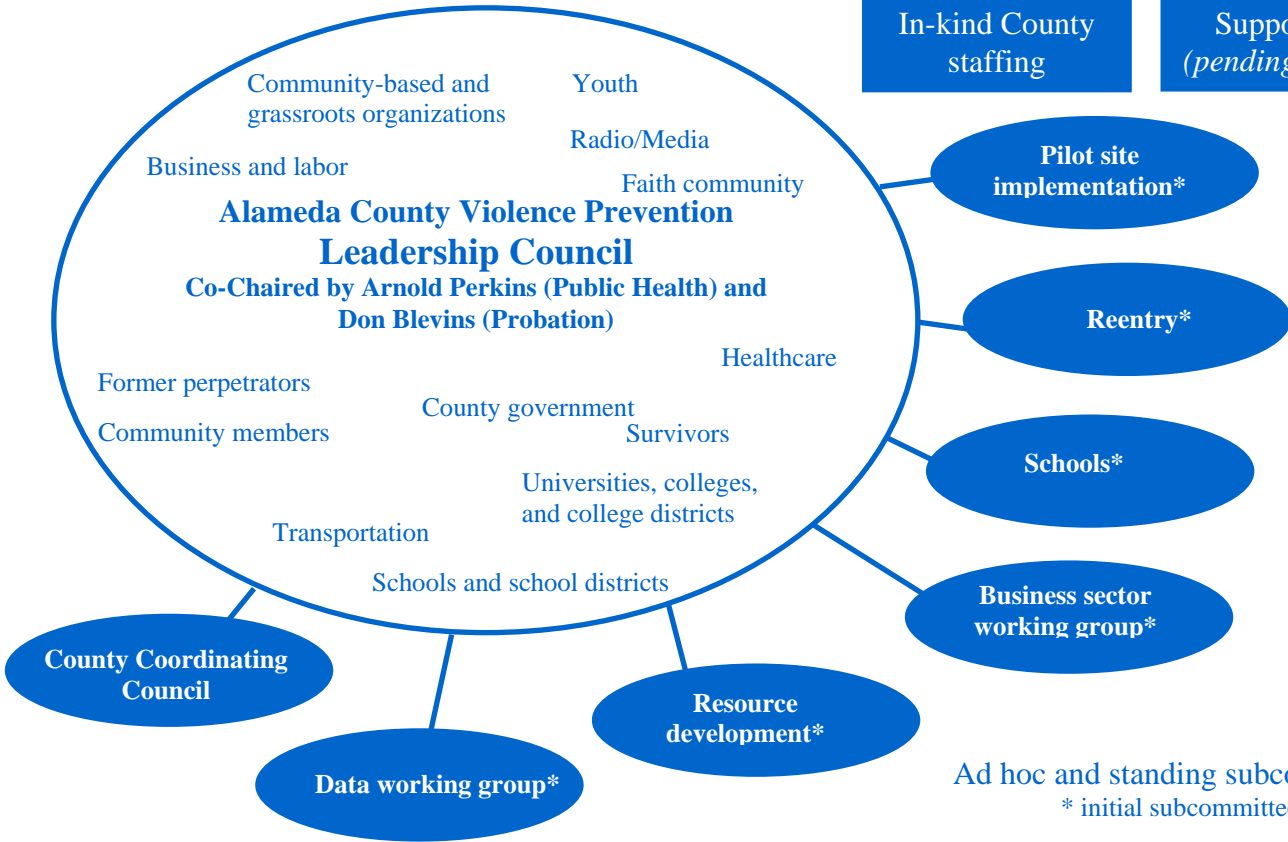 In-kind County
staffing
(pending
Community-based and
grassroots organizations
Youth
Radio/Media
Business and labor
Faith community
Alameda County Violence Prevention
Leadership Council
Co-Chaired by Arnold Perkins (Public Health) and
Don Blevins (Probation)
Healthcare
Former perpetrators
County government
Community members
Survivors
Universities, colleges,
and college districts
Transportation
Schools and school districts
Pilot site
implementation*
Reentry*
Schools*
Business sector
working group*
Resource
development*
Data working group*
County Coordinating
Council
Ad hoc and standing
* initial